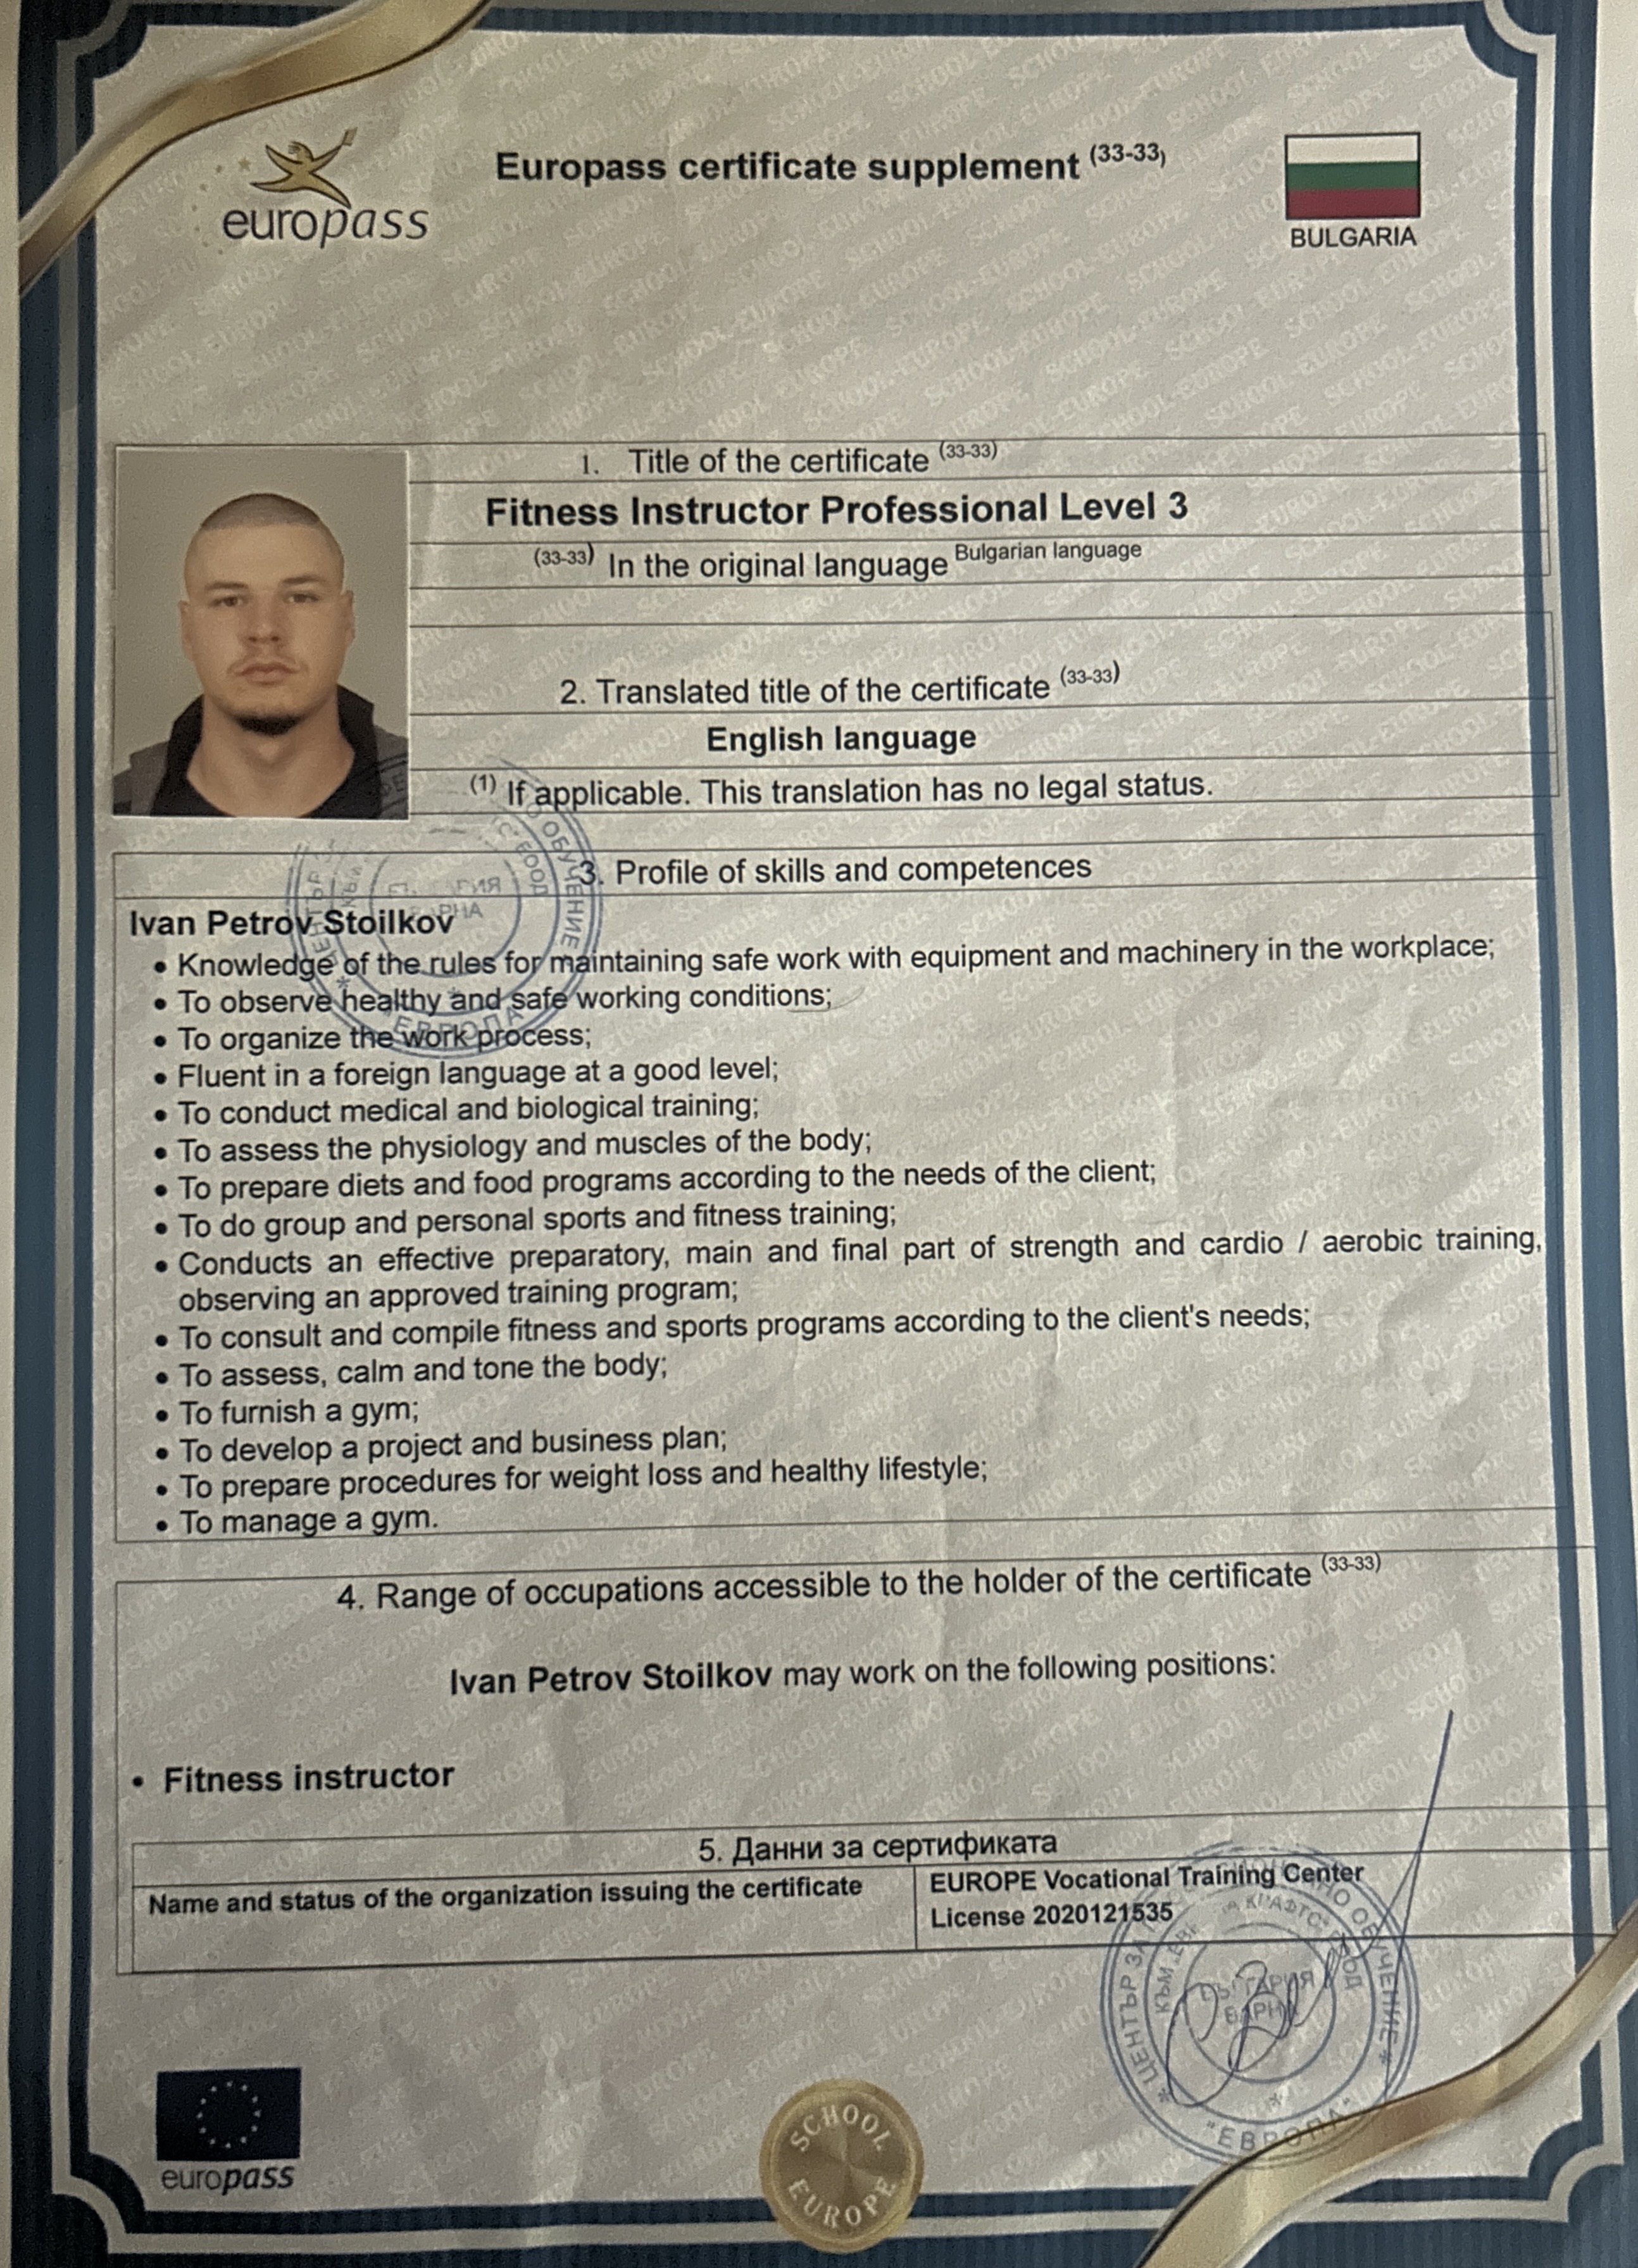 europass
Europass certificate supplement (33-33)
BULGARIA
1. Title of the certificate (33-33)
Fitness Instructor Professional Level 3
(33-33) In the original language Bulgarian language
2. Translated title of the certificate (33-33)
English language
(1) If applicable. This translation has no legal status.
3. Profile of skills and competences
Ivan Petrov Stoilkov
• Knowledge of the rules for maintaining safe work with equipment and machinery in the workplace;
• To observe healthy and safe working conditions;
• To organize the work process;
• Fluent in a foreign language at a good level;
• To conduct medical and biological training;
• To assess the physiology and muscles of the body;
• To prepare diets and food programs according to the needs of the client;
• To do group and personal sports and fitness training;
• Conducts an effective preparatory, main and final part of strength and cardio / aerobic training,
observing an approved training program;
• To consult and compile fitness and sports programs according to the client's needs;
• To assess, calm and tone the body;
• To furnish a gym;
• To develop a project and business plan;
• To prepare procedures for weight loss and healthy lifestyle;
• To manage a gym.
4. Range of occupations accessible to the holder of the certificate (33-33)
Ivan Petrov Stoilkov may work on the following positions:
• Fitness instructor
5. Данни за сертификата
Name and status of the organization issuing the certificate
EUROPE Vocational Training Center
License 2020121535
ЦЕНТЪР ЗА ОБУЧЕНИЕ
"ЕВРОПА"
europass
SCHOOL
EUROPE